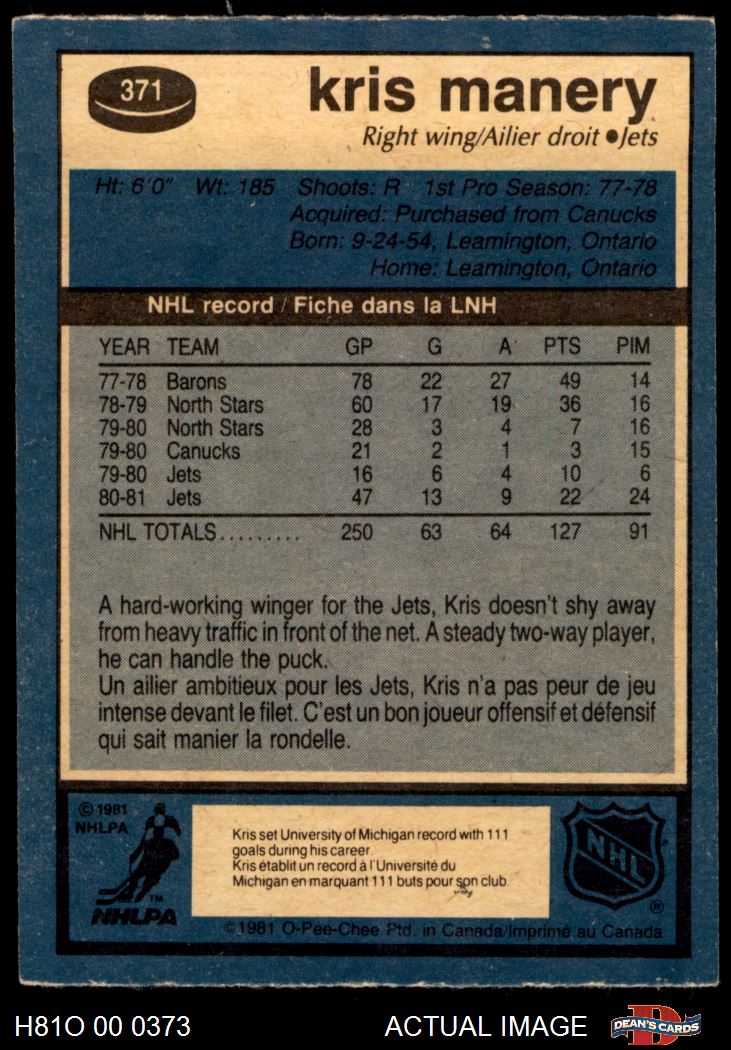 371
kris manery
Right wing/Ailier droit ●Jets
Ht: 6'0" Wt: 185 Shoots: R 1st Pro Season: 77-78
Acquired: Purchased from Canucks
Born: 9-24-54, Leamington, Ontario
Home: Leamington, Ontario
NHL record / Fiche dans la LNH
YEAR TEAM GP G A PTS PIM
77-78 Barons 78 22 27 49 14
78-79 North Stars 60 17 19 36 16
79-80 North Stars 28 3 4 7 16
79-80 Canucks 21 2 1 3 15
79-80 Jets 16 6 4 10 6
80-81 Jets 47 13 9 22 24
NHL TOTALS......... 250 63 64 127 91
A hard-working winger for the Jets, Kris doesn't shy away
from heavy traffic in front of the net. A steady two-way player,
he can handle the puck.
Un ailier ambitieux pour les Jets, Kris n'a pas peur de jeu
intense devant le filet. C'est un bon joueur offensif et défensif
qui sait manier la rondelle.
© 1981
NHLPA
TM
NHLPA
Kris set University of Michigan record with 111
goals during his career.
Kris établit un record à l'Université du
Michigan en marquant 111 buts pour son club.
NHL
®
©1981 O-Pee-Chee Ptd. in Canada/Imprimé au Canada
H81O 00 0373 ACTUAL IMAGE
D
DEAN'S CARDS